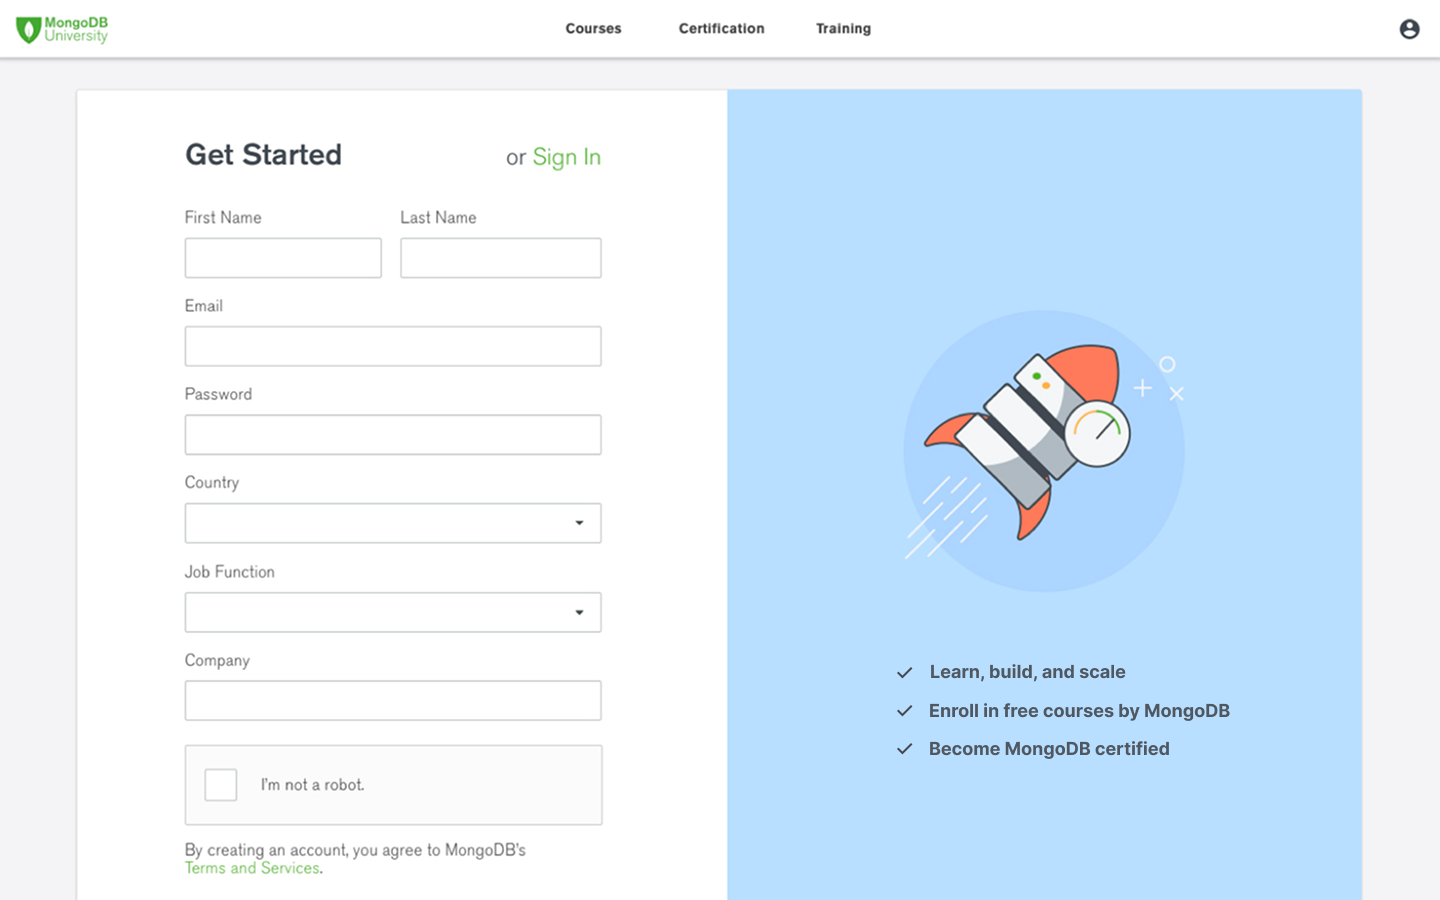 MongoDB
University
Courses
Certification
Training
Get Started
or Sign In
First Name
Last Name
Email
Password
Country
Job Function
Company
I'm not a robot.
By creating an account, you agree to MongoDB's
Terms and Services.
Learn, build, and scale
Enroll in free courses by MongoDB
Become MongoDB certified